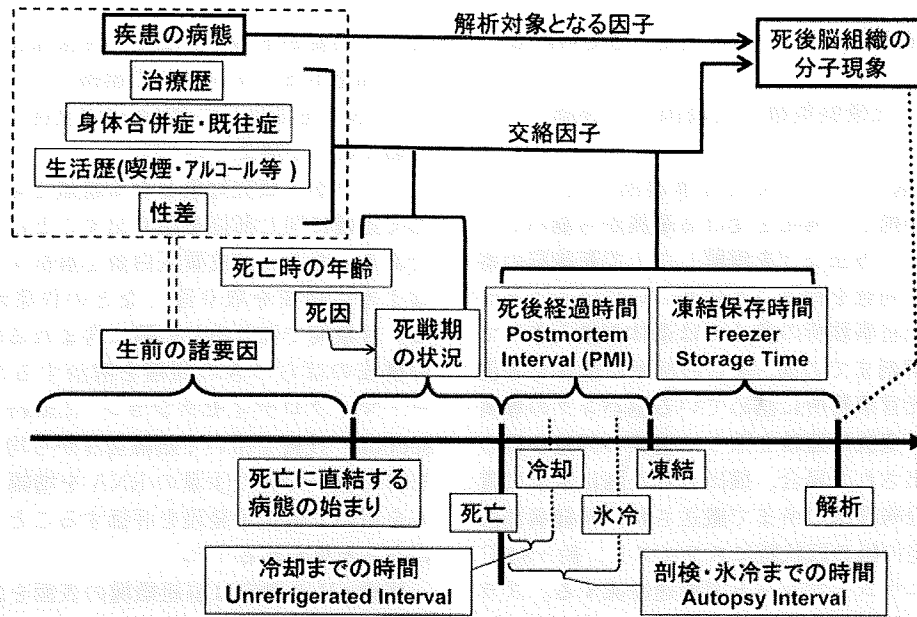 疾患の病態
解析対象となる因子
死後脳組織の
分子現象
治療歴
身体合併症・既往症
交絡因子
生活歴(喫煙・アルコール等)
性差
死亡時の年齢
死因
死戦期
の状況
死後経過時間
Postmortem
Interval (PMI)
凍結保存時間
Freezer
Storage Time
生前の諸要因
死亡に直結する
病態の始まり
死亡
冷却
氷冷
凍結
解析
冷却までの時間
Unrefrigerated Interval
剖検・氷冷までの時間
Autopsy Interval